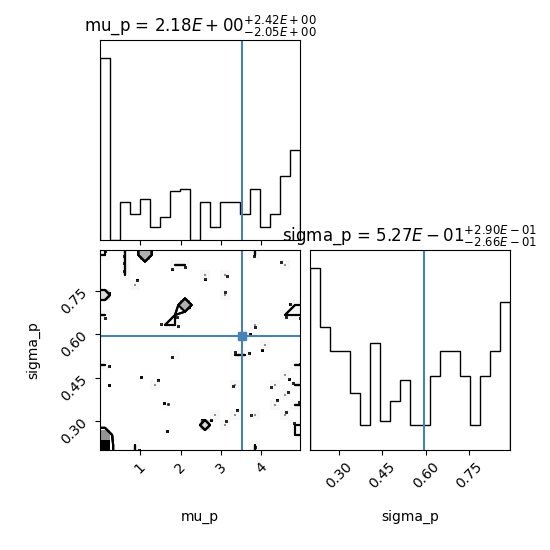 mu_p = 2.18E + 00+2.42E+00 −2.05E+00
sigma_p = 5.27E − 01+2.90E−01 −2.66E−01
sigma_p
0.75
0.60
0.45
0.30
1 2 3 4
mu_p
0.30 0.45 0.60 0.75
sigma_p